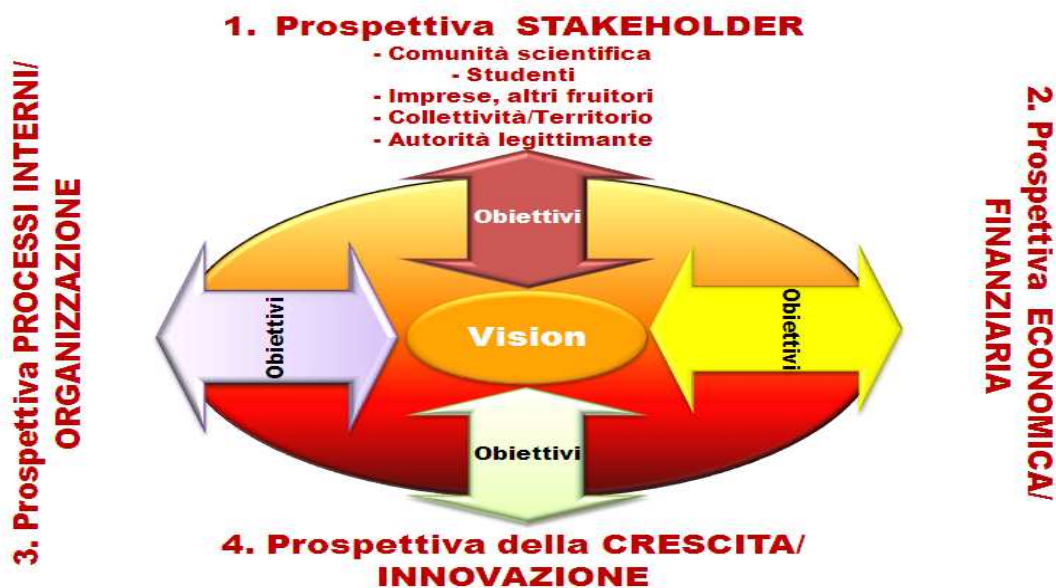 1. Prospettiva STAKEHOLDER
- Comunità scientifica
- Studenti
- Imprese, altri fruitori
- Collettività/Territorio
- Autorità legittimante
2. Prospettiva ECONOMICA/
FINANZIARIA
3. Prospettiva PROCESSI INTERNI/
ORGANIZZAZIONE
Obiettivi
Obiettivi
Vision
Obiettivi
Obiettivi
4. Prospettiva della CRESCITA/
INNOVAZIONE